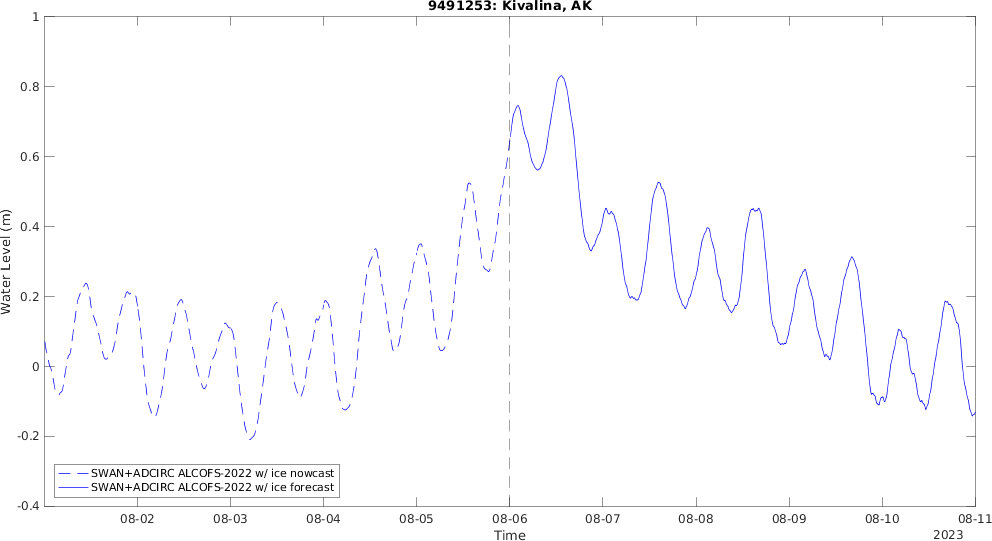 9491253: Kivalina, AK
1
0.8
0.6
0.4
0.2
0
-0.2
-0.4
Water Level (m)
SWAN+ADCIRC ALCOFS-2022 w/ ice nowcast
SWAN+ADCIRC ALCOFS-2022 w/ ice forecast
08-02 08-03 08-04 08-05 08-06 08-07 08-08 08-09 08-10 08-11
Time
2023